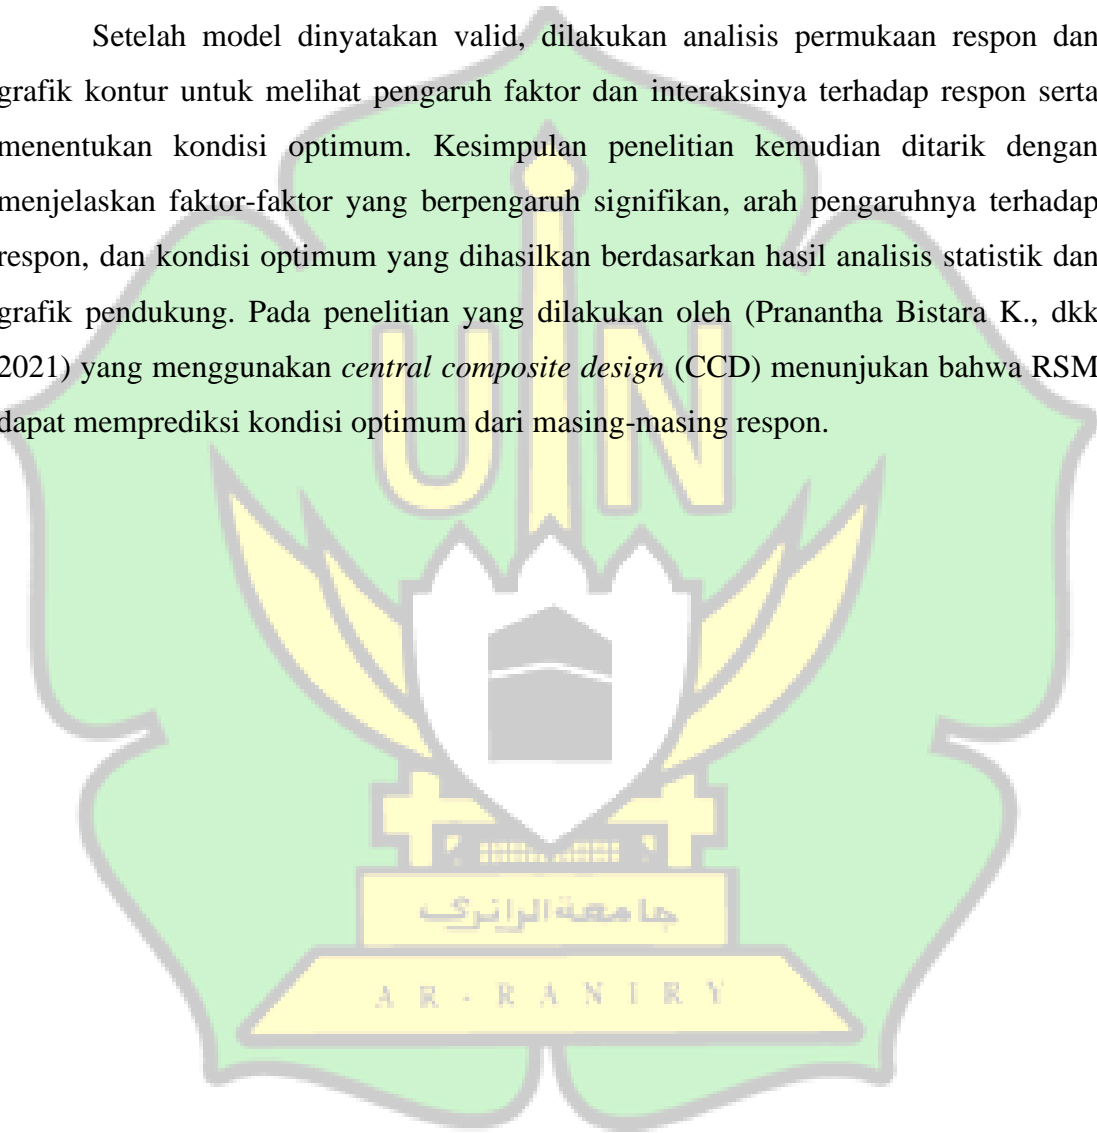 Setelah model dinyatakan valid, dilakukan analisis permukaan respon dan
grafik kontur untuk melihat pengaruh faktor dan interaksinya terhadap respon serta
menentukan kondisi optimum. Kesimpulan penelitian kemudian ditarik dengan
menjelaskan faktor-faktor yang berpengaruh signifikan, arah pengaruhnya terhadap
respon, dan kondisi optimum yang dihasilkan berdasarkan hasil analisis statistik dan
grafik pendukung. Pada penelitian yang dilakukan oleh (Pranantha Bistara K., dkk
2021) yang menggunakan central composite design (CCD) menunjukan bahwa RSM
dapat memprediksi kondisi optimum dari masing-masing respon.
UIN
جامعة الرانري
AR-RANIRY